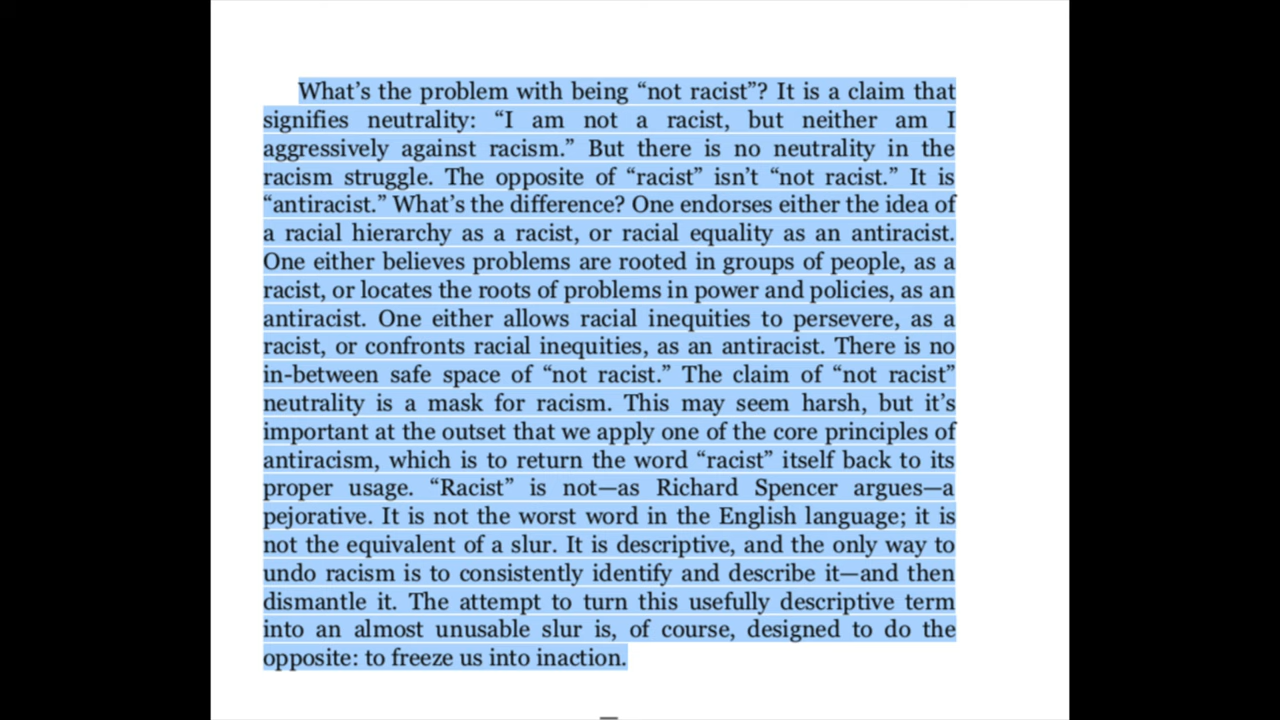 What’s the problem with being “not racist”? It is a claim that
signifies neutrality: “I am not a racist, but neither am I
aggressively against racism.” But there is no neutrality in the
racism struggle. The opposite of “racist” isn’t “not racist.” It is
“antiracist.” What’s the difference? One endorses either the idea of
a racial hierarchy as a racist, or racial equality as an antiracist.
One either believes problems are rooted in groups of people, as a
racist, or locates the roots of problems in power and policies, as an
antiracist. One either allows racial inequities to persevere, as a
racist, or confronts racial inequities, as an antiracist. There is no
in-between safe space of “not racist.” The claim of “not racist”
neutrality is a mask for racism. This may seem harsh, but it’s
important at the outset that we apply one of the core principles of
antiracism, which is to return the word “racist” itself back to its
proper usage. “Racist” is not—as Richard Spencer argues—a
pejorative. It is not the worst word in the English language; it is
not the equivalent of a slur. It is descriptive, and the only way to
undo racism is to consistently identify and describe it—and then
dismantle it. The attempt to turn this usefully descriptive term
into an almost unusable slur is, of course, designed to do the
opposite: to freeze us into inaction.